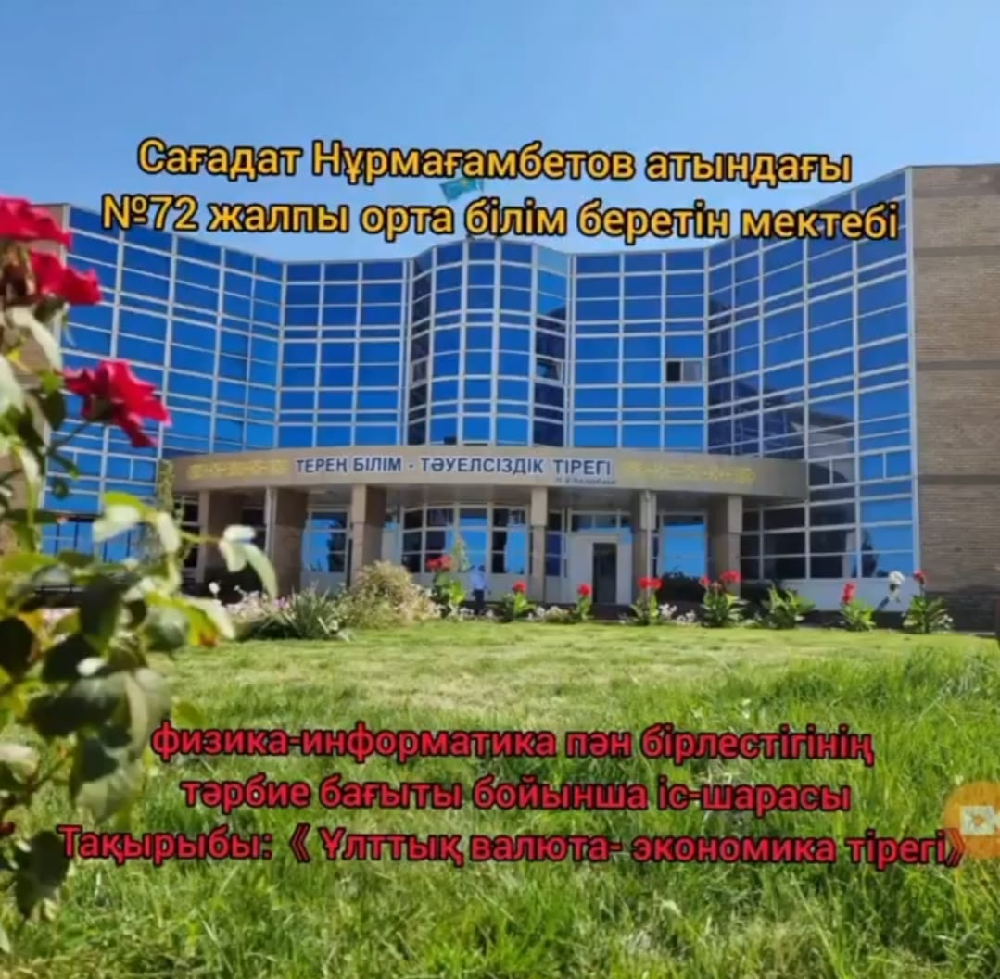 Сағадат Нұрмағамбетов атындағы
№72 жалпы орта білім беретін мектебі
ТЕРЕҢ БІЛІМ - ТӘУЕЛСІЗДІК ТІРЕГІ
физика-информатика пән бірлестігінің
тәрбие бағыты бойынша іс-шарасы
Тақырыбы:《 Ұлттық валюта- экономика тірегі》